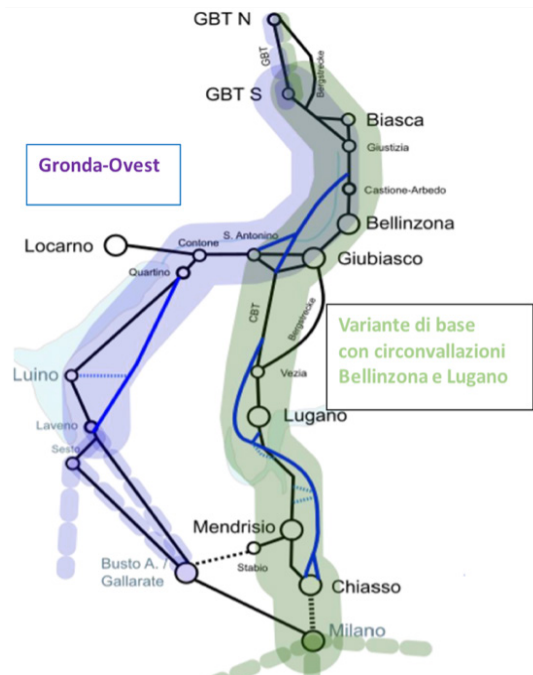 GBT N
GBT
Bergstrecke
GBT S
Biasca
Giustizia
Gronda-Ovest
Castione-Arbedo
Bellinzona
S. Antonino
Locarno
Contone
Giubiasco
Quartino
CBT
Bergstrecke
Variante di base
con circonvallazioni
Bellinzona e Lugano
Luino
Vezia
Lugano
Laveno
Sesto
Mendrisio
Busto A. /
Gallarate
Stabio
Chiasso
Milano